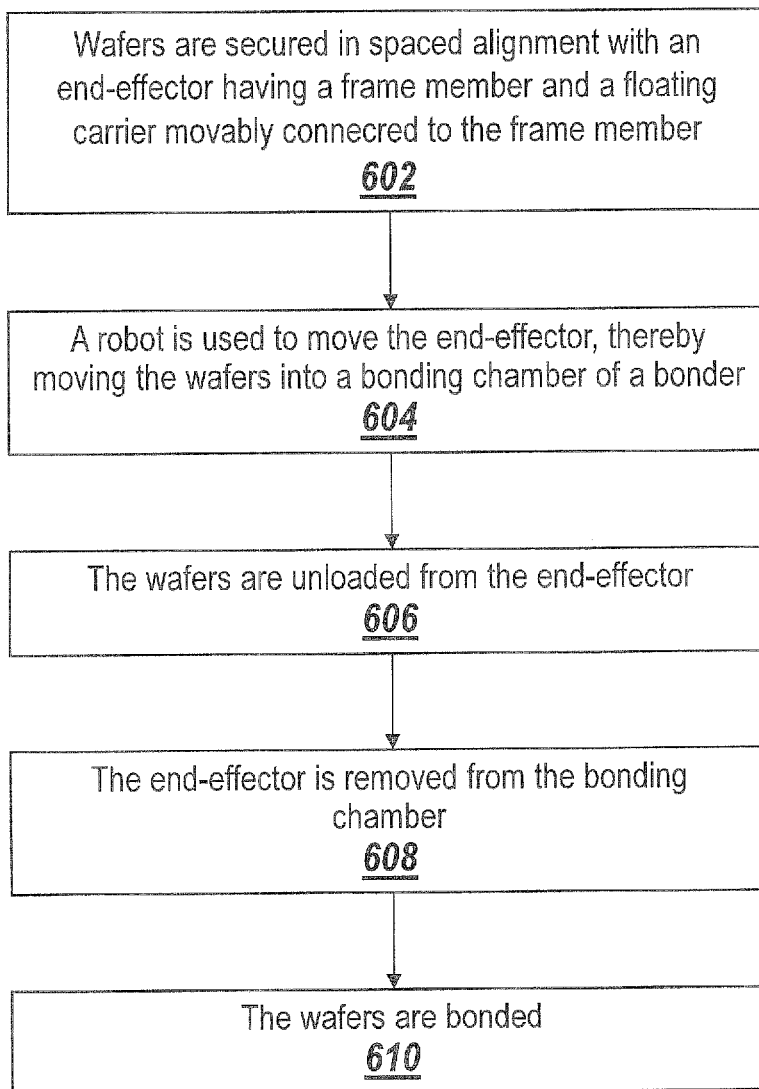 Wafers are secured in spaced alignment with an
end-effector having a frame member and a floating
carrier movably connecred to the frame member
602
A robot is used to move the end-effector, thereby
moving the wafers into a bonding chamber of a bonder
604
The wafers are unloaded from the end-effector
606
The end-effector is removed from the bonding
chamber
608
The wafers are bonded
610